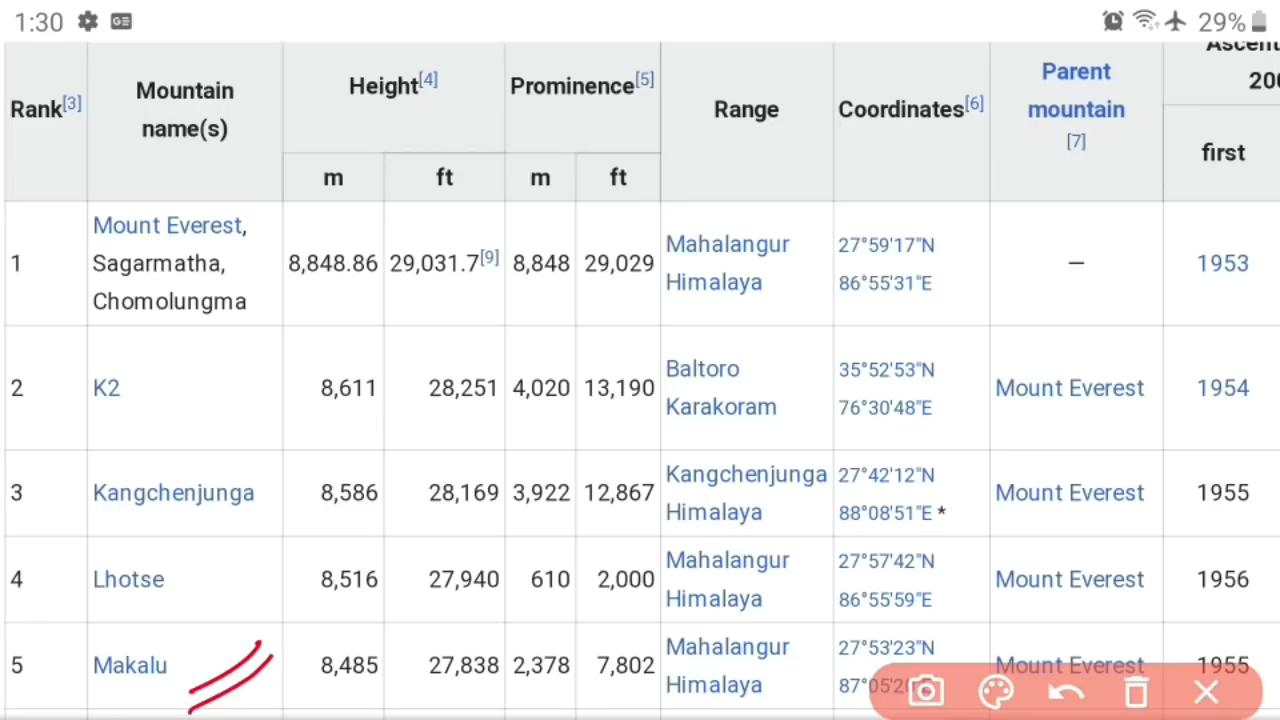 1:30 GE 29%
Rank[3] Mountain name(s) Height[4] Prominence[5] Range Coordinates[6] Parent mountain [7]
m ft m ft first
1 Mount Everest, Sagarmatha, Chomolungma 8,848.86 29,031.7[9] 8,848 29,029 Mahalangur Himalaya 27°59'17"N 86°55'31"E — 1953
2 K2 8,611 28,251 4,020 13,190 Baltoro Karakoram 35°52'53"N 76°30'48"E Mount Everest 1954
3 Kangchenjunga 8,586 28,169 3,922 12,867 Kangchenjunga Himalaya 27°42'12"N 88°08'51"E * Mount Everest 1955
4 Lhotse 8,516 27,940 610 2,000 Mahalangur Himalaya 27°57'42"N 86°55'59"E Mount Everest 1956
5 Makalu 8,485 27,838 2,378 7,802 Mahalangur Himalaya 27°53'23"N Mount Everest 1955